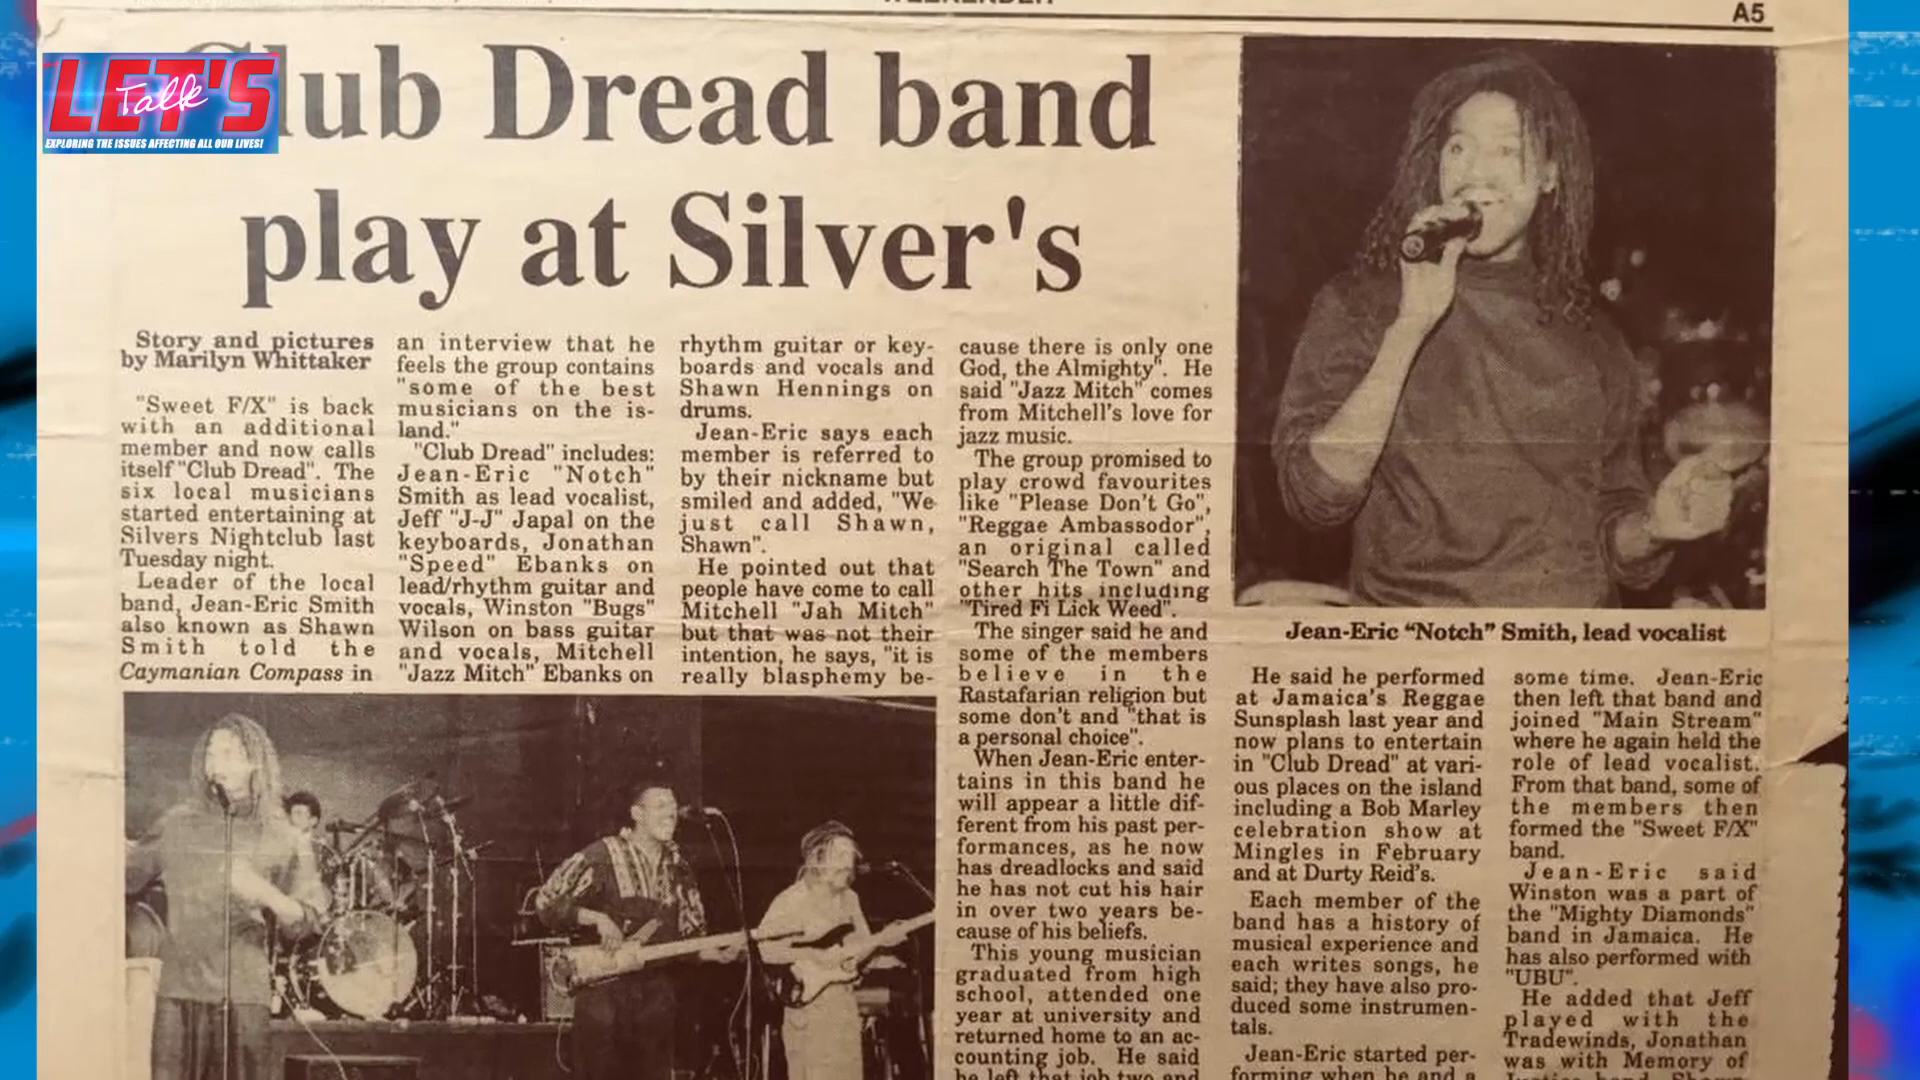 A5
LET'S
Talk
EXPLORING THE ISSUES AFFECTING ALL OUR LIVES!
Club Dread band
play at Silver's
Story and pictures
by Marilyn Whittaker
"Sweet F/X" is back
with an additional
member and now calls
itself "Club Dread". The
six local musicians
started entertaining at
Silvers Nightclub last
Tuesday night.
Leader of the local
band, Jean-Eric Smith
also known as Shawn
Smith told the
Caymanian Compass in
an interview that he
feels the group contains
"some of the best
musicians on the is-
land."
"Club Dread" includes:
Jean-Eric "Notch"
Smith as lead vocalist,
Jeff "J-J" Japal on the
keyboards, Jonathan
"Speed" Ebanks on
lead/rhythm guitar and
vocals, Winston "Bugs"
Wilson on bass guitar
and vocals, Mitchell
"Jazz Mitch" Ebanks on
rhythm guitar or key-
boards and vocals and
Shawn Hennings on
drums.
Jean-Eric says each
member is referred to
by their nickname but
smiled and added, "We
just call Shawn,
Shawn".
He pointed out that
people have come to call
Mitchell "Jah Mitch"
but that was not their
intention, he says, "it is
really blasphemy be-
cause there is only one
God, the Almighty". He
said "Jazz Mitch" comes
from Mitchell's love for
jazz music.
The group promised to
play crowd favourites
like "Please Don't Go",
"Reggae Ambassodor",
an original called
"Search The Town" and
other hits including
"Tired Fi Lick Weed".
The singer said he and
some of the members
believe in the
Rastafarian religion but
some don't and "that is
a personal choice".
When Jean-Eric enter-
tains in this band he
will appear a little dif-
ferent from his past per-
formances, as he now
has dreadlocks and said
he has not cut his hair
in over two years be-
cause of his beliefs.
This young musician
graduated from high
school, attended one
year at university and
returned home to an ac-
counting job. He said
he left that job two and
Jean-Eric "Notch" Smith, lead vocalist
He said he performed
at Jamaica's Reggae
Sunsplash last year and
now plans to entertain
in "Club Dread" at vari-
ous places on the island
including a Bob Marley
celebration show at
Mingles in February
and at Durty Reid's.
Each member of the
band has a history of
musical experience and
each writes songs, he
said; they have also pro-
duced some instrumen-
tals.
Jean-Eric started per-
forming when he and a
some time. Jean-Eric
then left that band and
joined "Main Stream"
where he again held the
role of lead vocalist.
From that band, some of
the members then
formed the "Sweet F/X"
band.
Jean-Eric said
Winston was a part of
the "Mighty Diamonds"
band in Jamaica. He
has also performed with
"UBU".
He added that Jeff
played with the
Tradewinds, Jonathan
was with Memory of